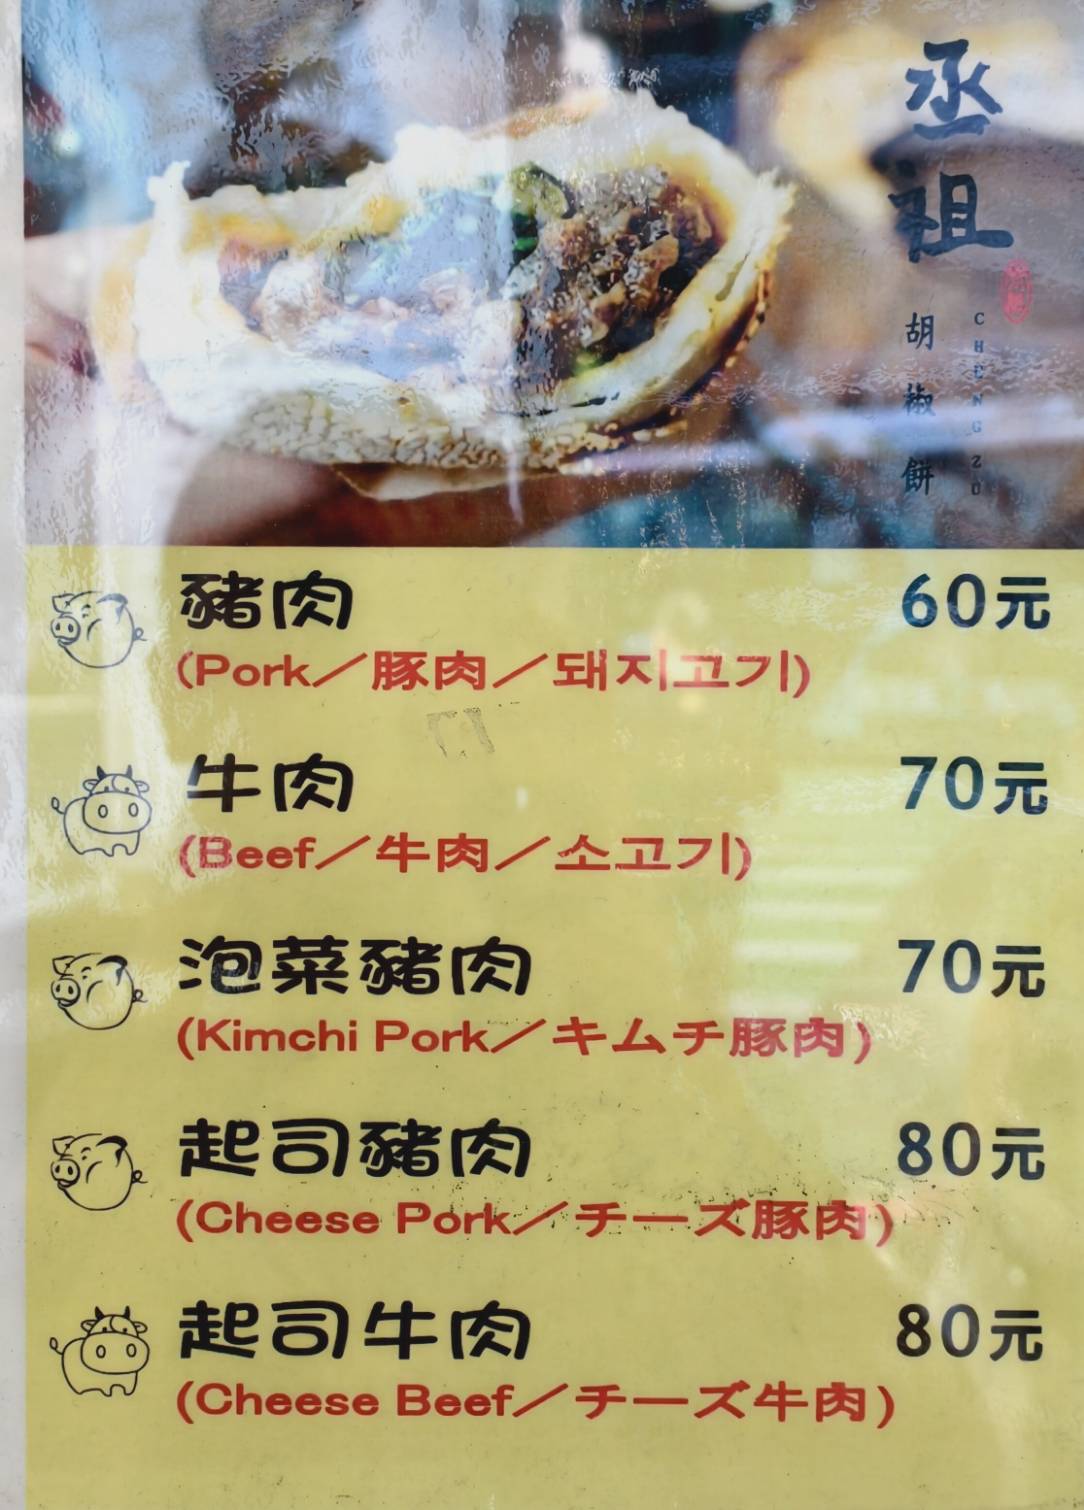 丞祖
胡椒餅
CHENG ZU
豬肉 60元
(Pork／豚肉／돼지고기)
牛肉 70元
(Beef／牛肉／소고기)
泡菜豬肉 70元
(Kimchi Pork／キムチ豚肉)
起司豬肉 80元
(Cheese Pork／チーズ豚肉)
起司牛肉 80元
(Cheese Beef／チーズ牛肉)